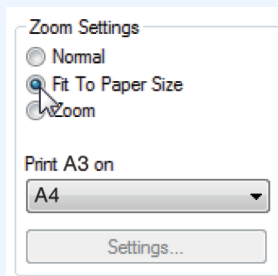 Zoom Settings
Normal
Fit To Paper Size
Zoom
Print A3 on
A4
Settings...